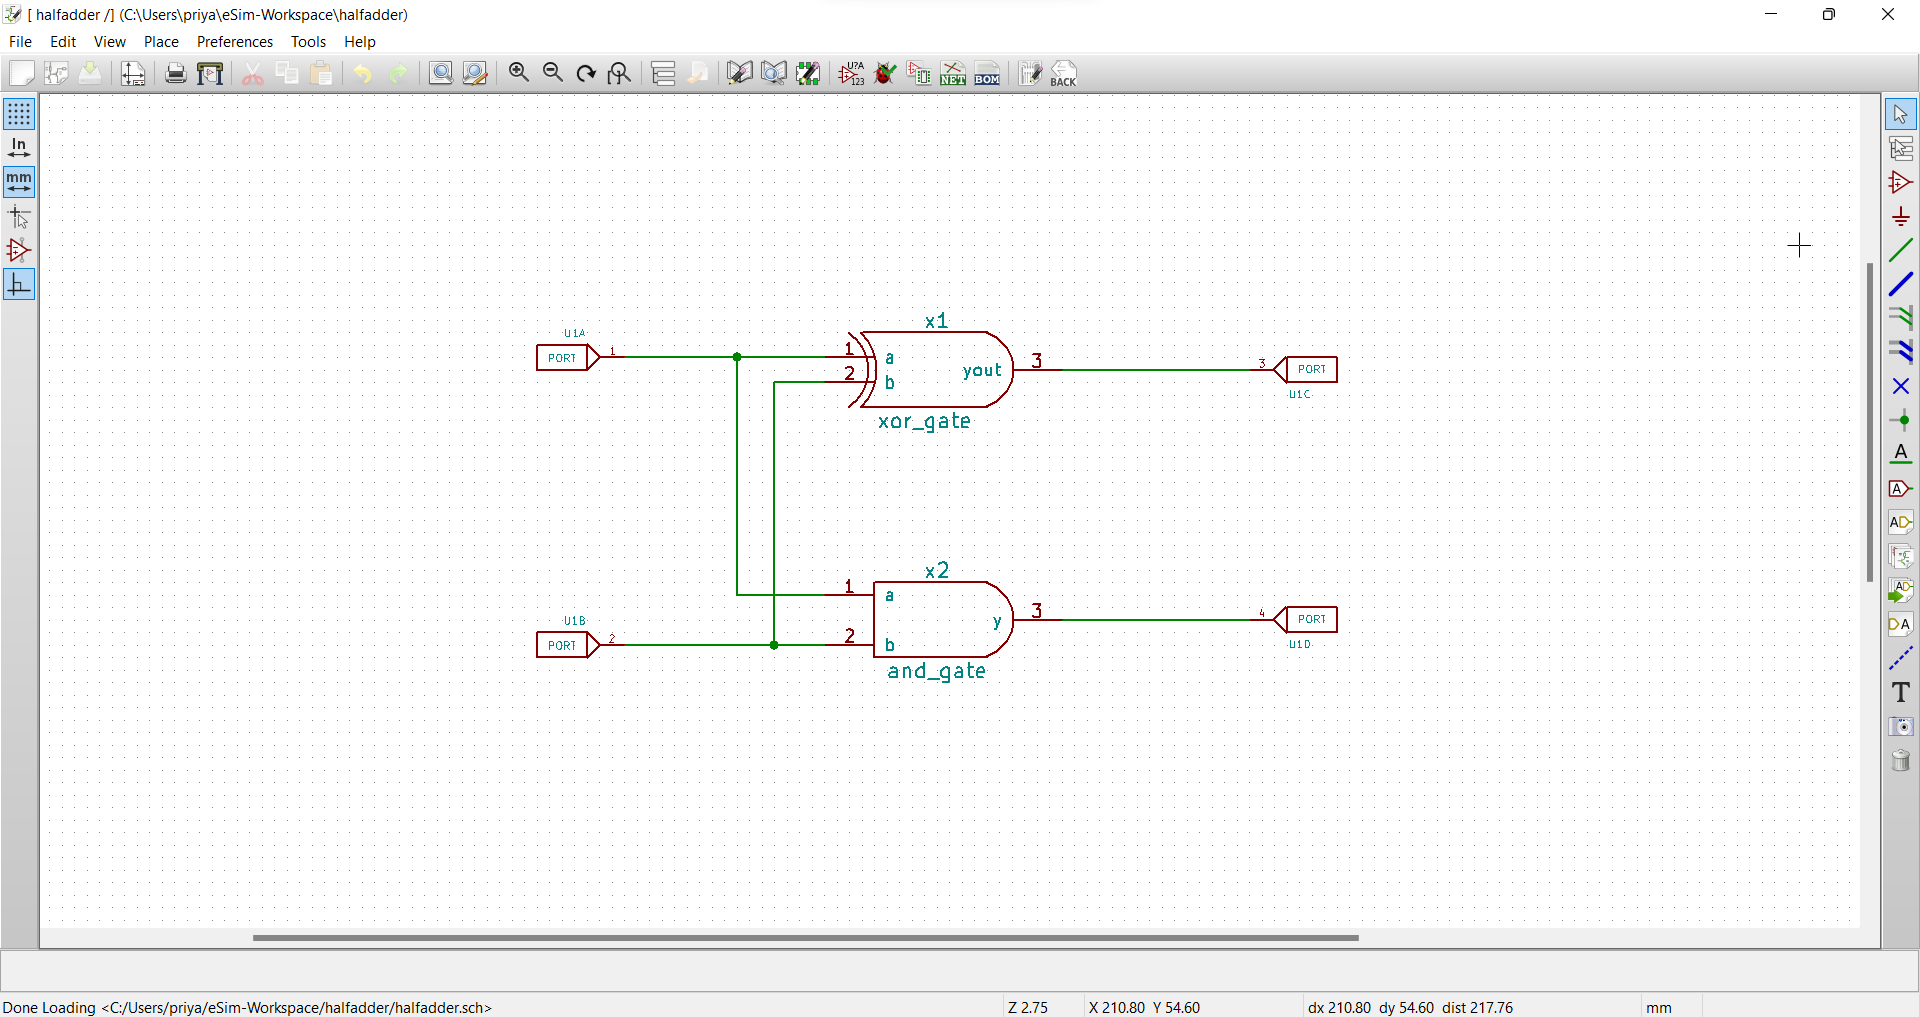 [ halfadder /] (C:\Users\priya\eSim-Workspace\halfadder)
File Edit View Place Preferences Tools Help
U?A
123
NET
BOM
BACK
In
mm
x1
U1A
PORT 1
1 a
2 b
yout 3
3 PORT
U1C
xor_gate
x2
1 a
y 3
4 PORT
U1D
U1B
PORT 2
2 b
and_gate
A
A
A
A
A
T
Done Loading <C:/Users/priya/eSim-Workspace/halfadder/halfadder.sch>
Z 2.75
X 210.80 Y 54.60
dx 210.80 dy 54.60 dist 217.76
mm